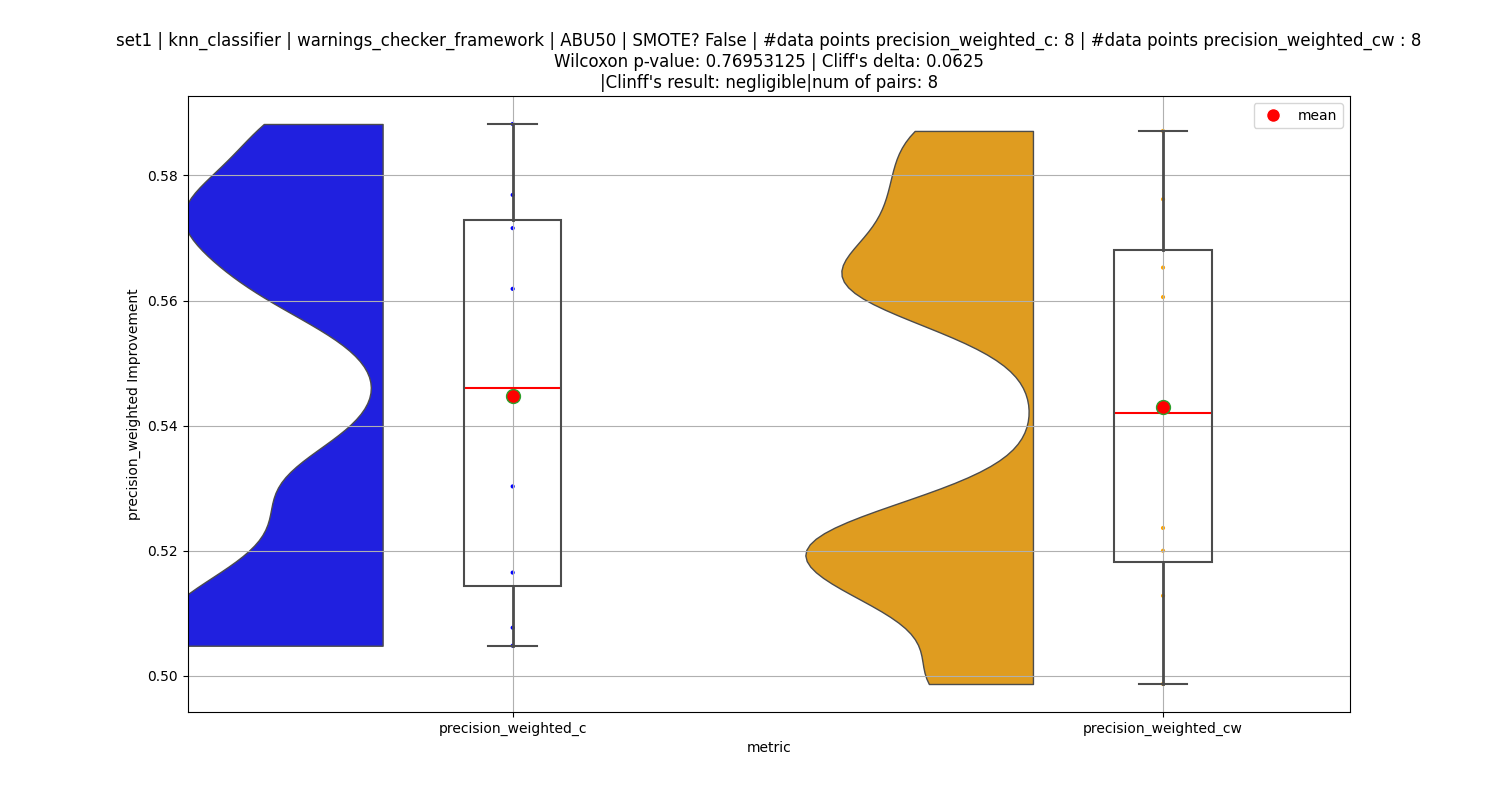 set1 | knn_classifier | warnings_checker_framework | ABU50 | SMOTE? False | #data points precision_weighted_c: 8 | #data points precision_weighted_cw : 8
Wilcoxon p-value: 0.76953125 | Cliff's delta: 0.0625
|Clinff's result: negligible|num of pairs: 8
mean
0.58
0.56
0.54
0.52
0.50
precision_weighted Improvement
precision_weighted_c
precision_weighted_cw
metric